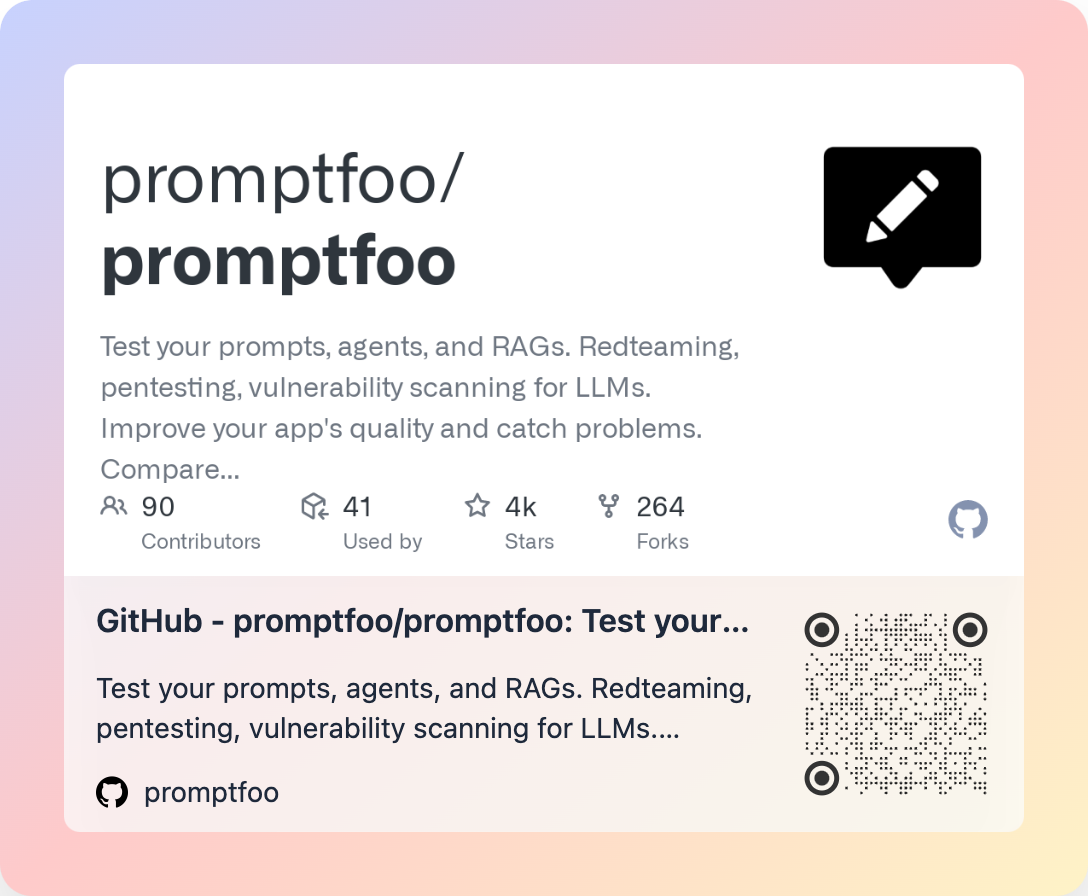 promptfoo/
promptfoo
Test your prompts, agents, and RAGs. Redteaming,
pentesting, vulnerability scanning for LLMs.
Improve your app's quality and catch problems.
Compare...
90 41 4k 264
Contributors Used by Stars Forks
GitHub - promptfoo/promptfoo: Test your...
Test your prompts, agents, and RAGs. Redteaming,
pentesting, vulnerability scanning for LLMs....
promptfoo